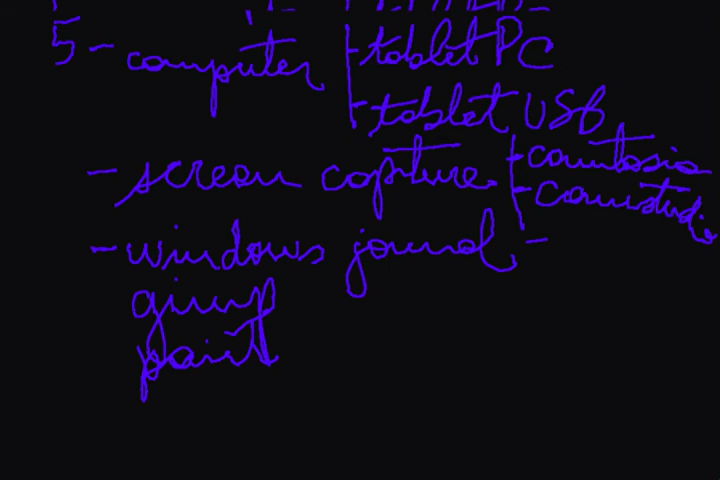 5- computer - tablet PC
- tablet USB
- screen capture - camtasia
- camstudio
- windows journal -
gimp
paint